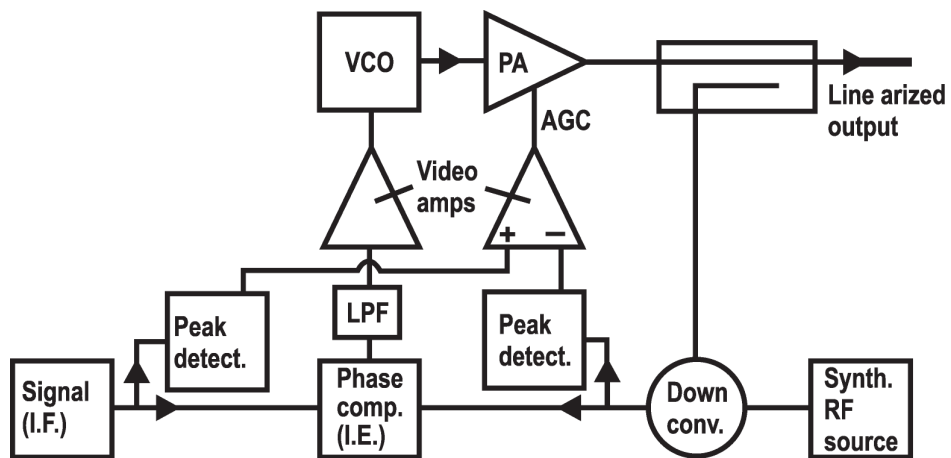 VCO
PA
AGC
Line arized
output
Video
amps
+
−
LPF
Peak
detect.
Peak
detect.
Signal
(I.F.)
Phase
comp.
(I.E.)
Down
conv.
Synth.
RF
source